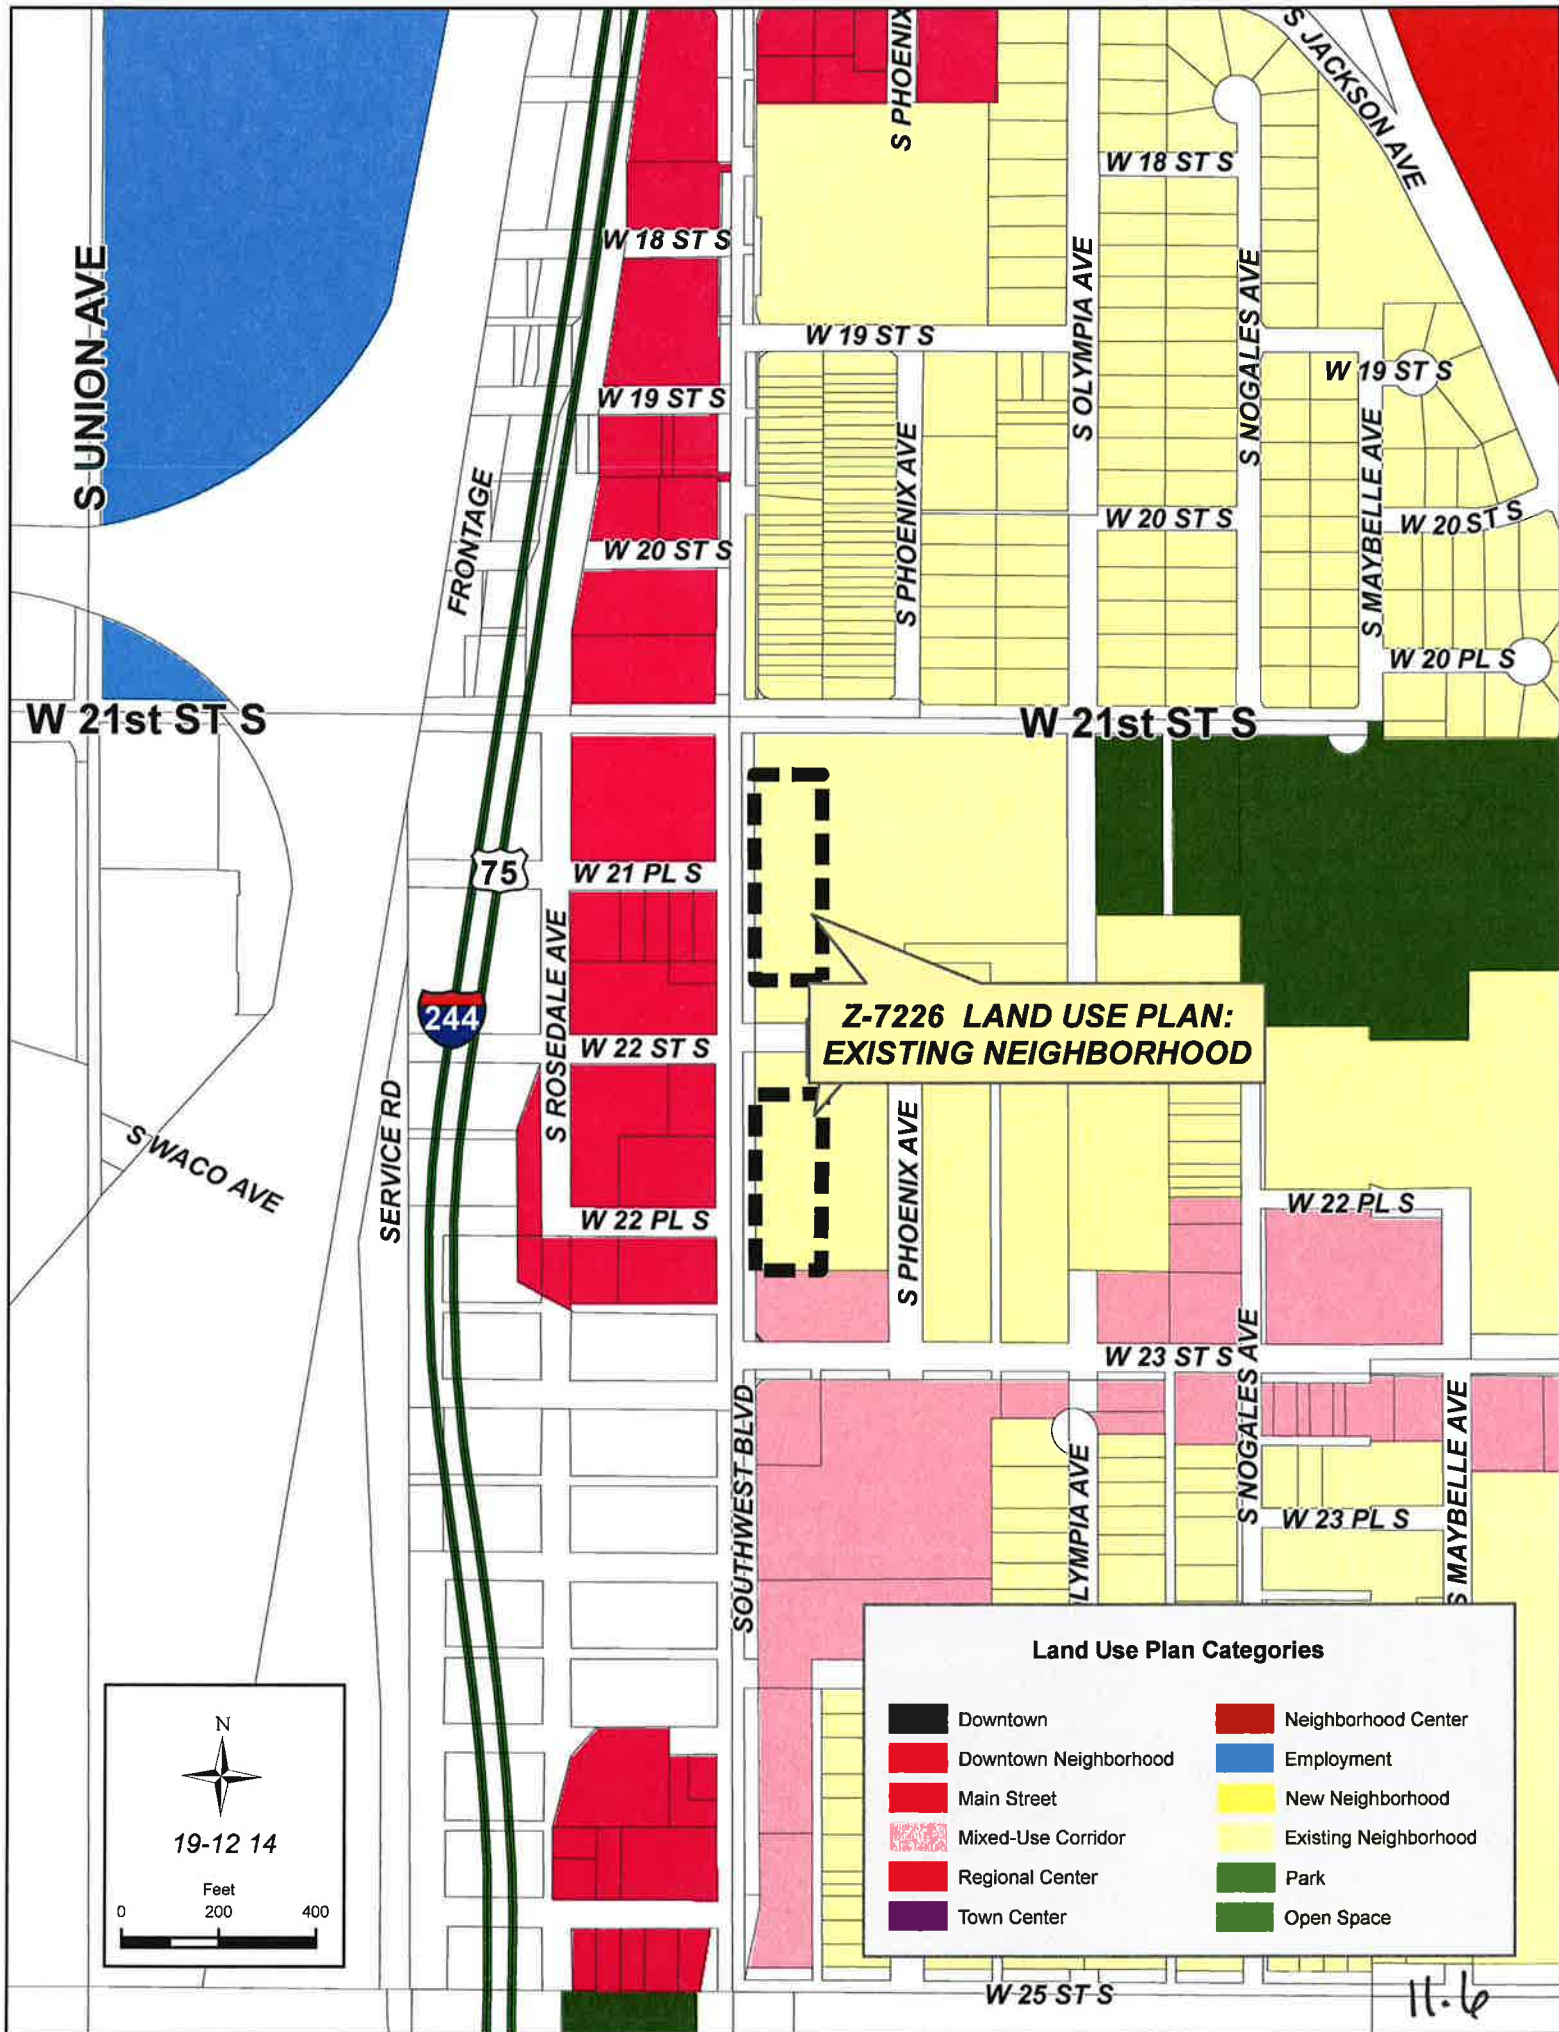 S PHOENIX
S JACKSON AVE
W 18 ST S
W 18 ST S
S UNION AVE
S OLYMPIA AVE
S NOGALES AVE
W 19 ST S
W 19 ST S
W 19 ST S
S PHOENIX AVE
S MAYBELLE AVE
FRONTAGE
W 20 ST S
W 20 ST S
W 20 ST S
W 20 PL S
W 21st ST S
W 21st ST S
75
W 21 PL S
S ROSEDALE AVE
244
Z-7226 LAND USE PLAN:
EXISTING NEIGHBORHOOD
W 22 ST S
SERVICE RD
S WACO AVE
S PHOENIX AVE
W 22 PL S
W 22 PL S
W 23 ST S
S NOGALES AVE
SOUTHWEST BLVD
LYMPIA AVE
S MAYBELLE AVE
W 23 PL S
Land Use Plan Categories
Downtown
Downtown Neighborhood
Main Street
Mixed-Use Corridor
Regional Center
Town Center
Neighborhood Center
Employment
New Neighborhood
Existing Neighborhood
Park
Open Space
N
19-12 14
Feet
0 200 400
W 25 ST S
11.6